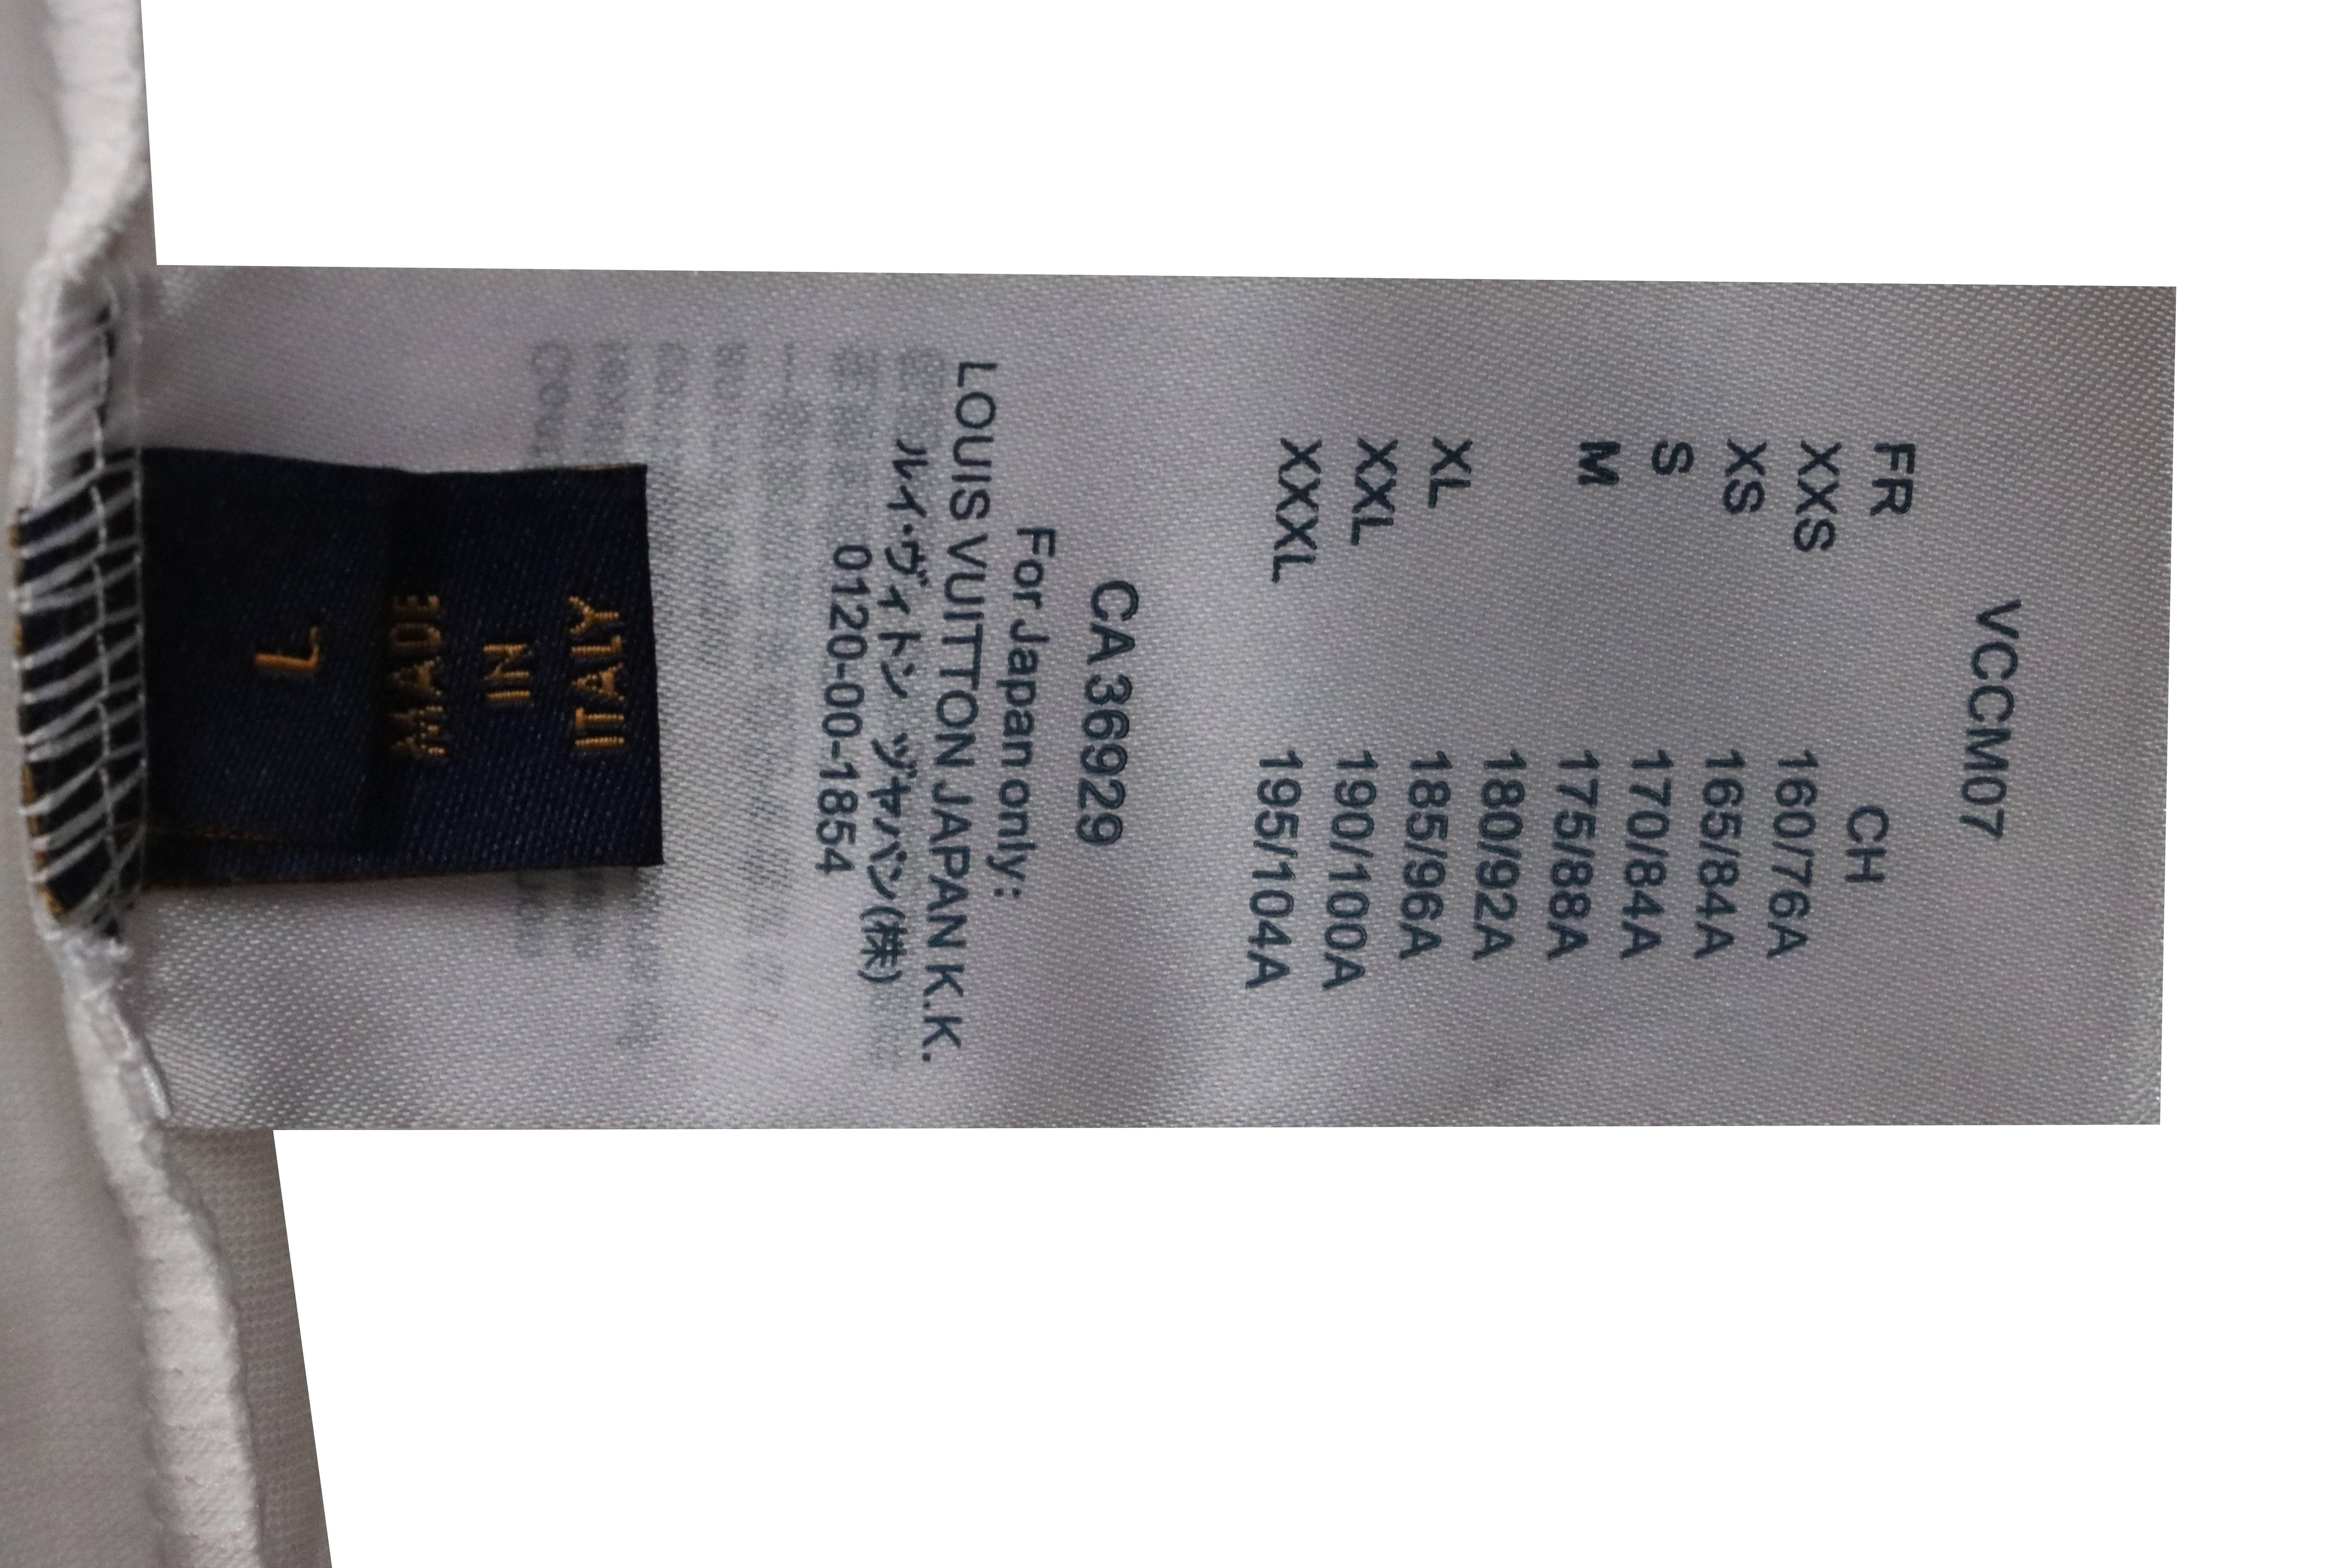 VCCM07
FR CH
XXS 160/76A
XS 165/84A
S 170/84A
M 175/88A
180/92A
XL 185/96A
XXL 190/100A
XXXL 195/104A
CA 36929
For Japan only:
LOUIS VUITTON JAPAN K.K.
ルイ・ヴィトン ジャパン(株)
0120-00-1854
L
MADE
IN
ITALY